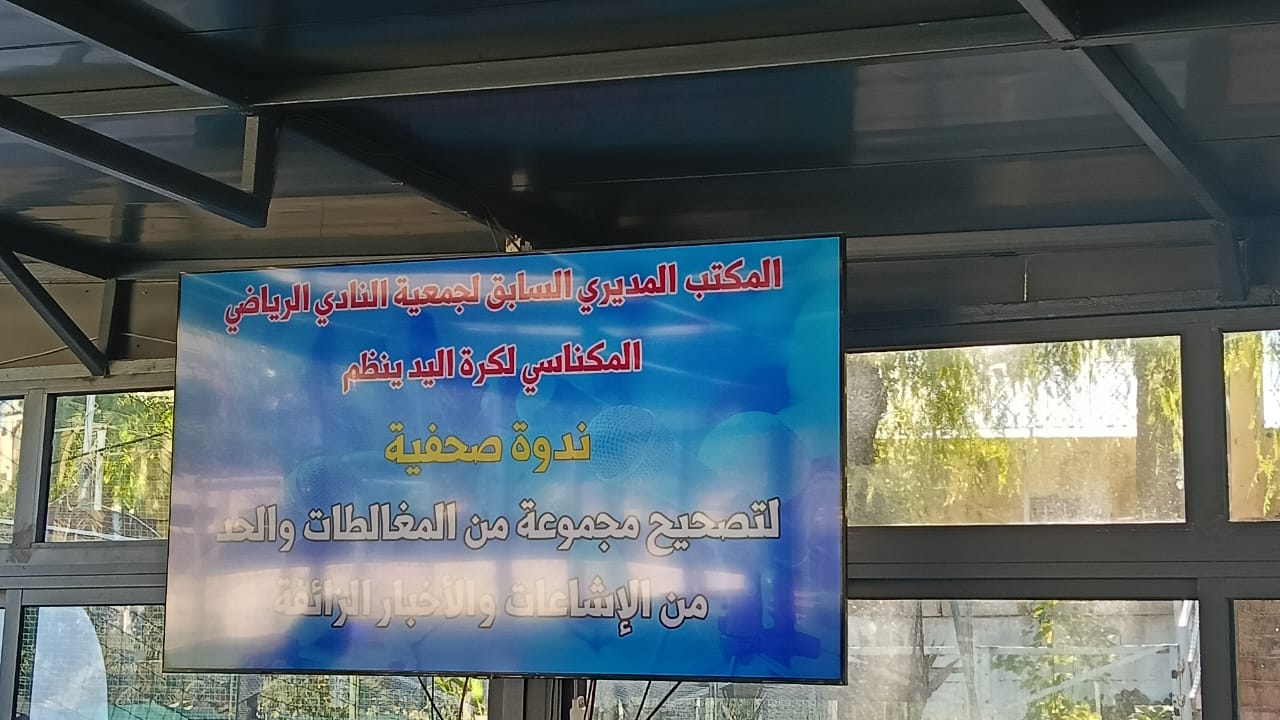 المكتب المديري السابق لجمعية النادي الرياضي
المكناسي لكرة اليد ينظم
ندوة صحفية
لتصحيح مجموعة من المغالطات والحد
من الإشاعات والأخبار الزائفة